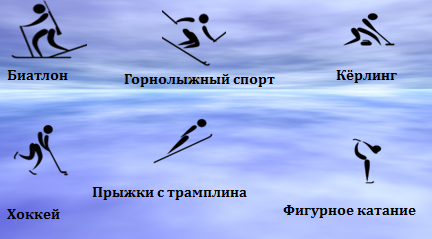 Биатлон
Горнолыжный спорт
Кёрлинг
Хоккей
Прыжки с трамплина
Фигурное катание